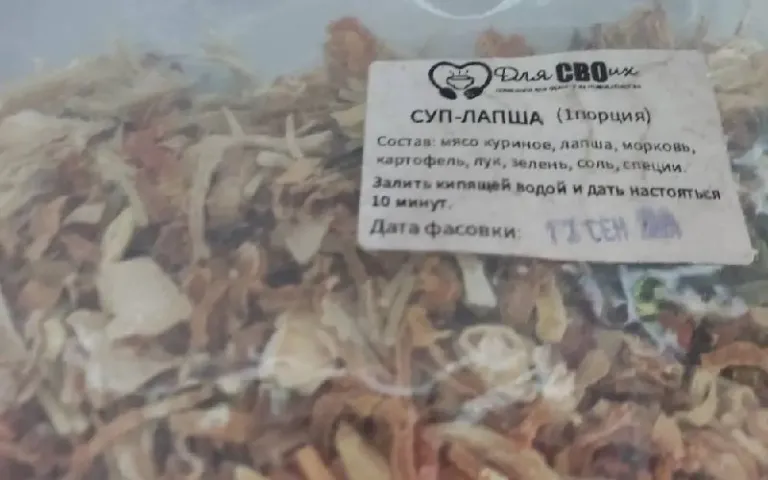 Для СВОих
СУП-ЛАПША (1порция)
Состав: мясо куриное, лапша, морковь,
картофель, лук, зелень, соль, специи.
Залить кипящей водой и дать настояться
10 минут.
Дата фасовки: СЕН